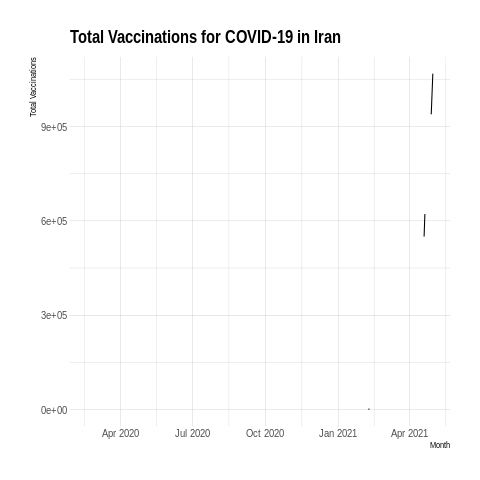 Total Vaccinations for COVID-19 in Iran
Total Vaccinations
9e+05
6e+05
3e+05
0e+00
Apr 2020 Jul 2020 Oct 2020 Jan 2021 Apr 2021
Month